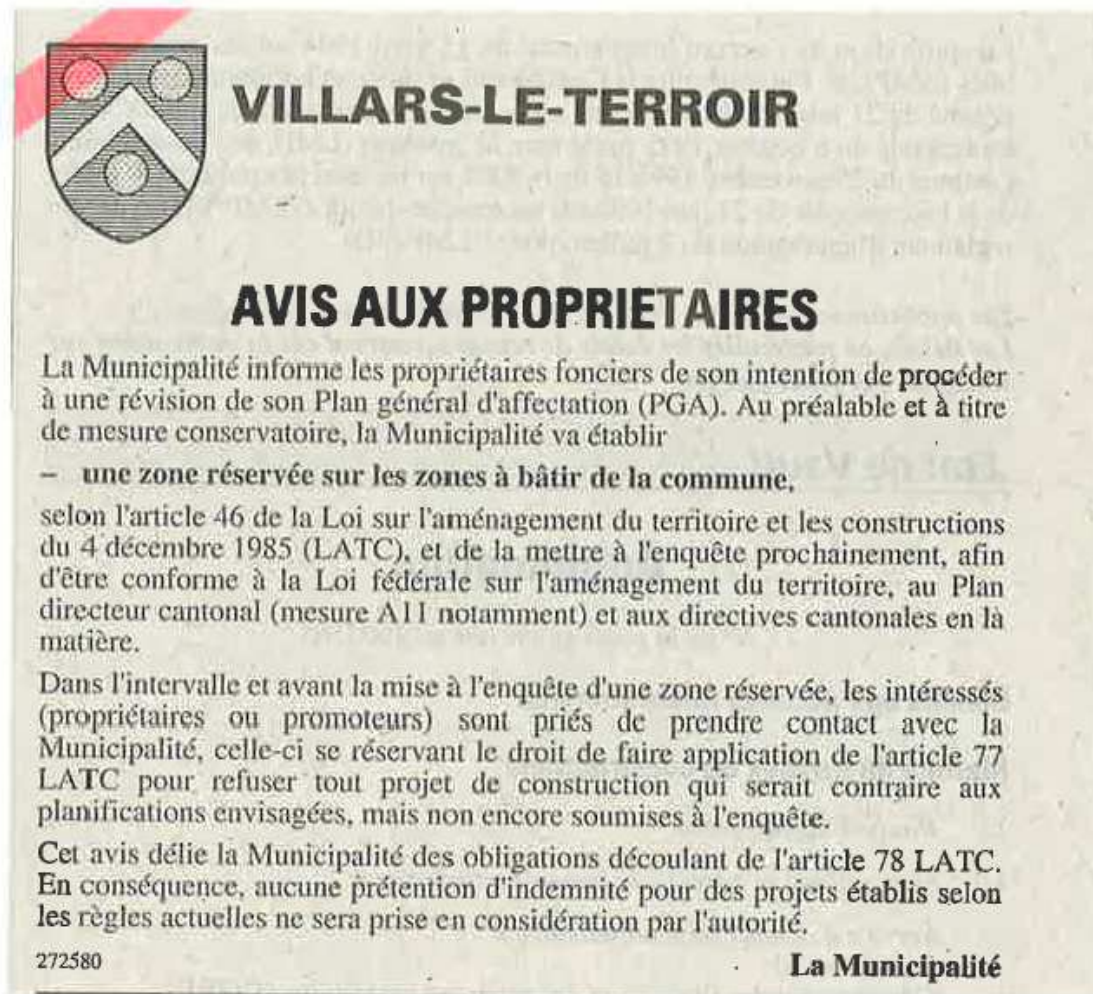 VILLARS-LE-TERROIR
AVIS AUX PROPRIETAIRES
La Municipalité informe les propriétaires fonciers de son intention de procéder
à une révision de son Plan général d'affectation (PGA). Au préalable et à titre
de mesure conservatoire, la Municipalité va établir
– une zone réservée sur les zones à bâtir de la commune,
selon l'article 46 de la Loi sur l'aménagement du territoire et les constructions
du 4 décembre 1985 (LATC), et de la mettre à l'enquête prochainement, afin
d'être conforme à la Loi fédérale sur l'aménagement du territoire, au Plan
directeur cantonal (mesure A11 notamment) et aux directives cantonales en la
matière.
Dans l'intervalle et avant la mise à l'enquête d'une zone réservée, les intéressés
(propriétaires ou promoteurs) sont priés de prendre contact avec la
Municipalité, celle-ci se réservant le droit de faire application de l'article 77
LATC pour refuser tout projet de construction qui serait contraire aux
planifications envisagées, mais non encore soumises à l'enquête.
Cet avis délie la Municipalité des obligations découlant de l'article 78 LATC.
En conséquence, aucune prétention d'indemnité pour des projets établis selon
les règles actuelles ne sera prise en considération par l'autorité.
272580 La Municipalité